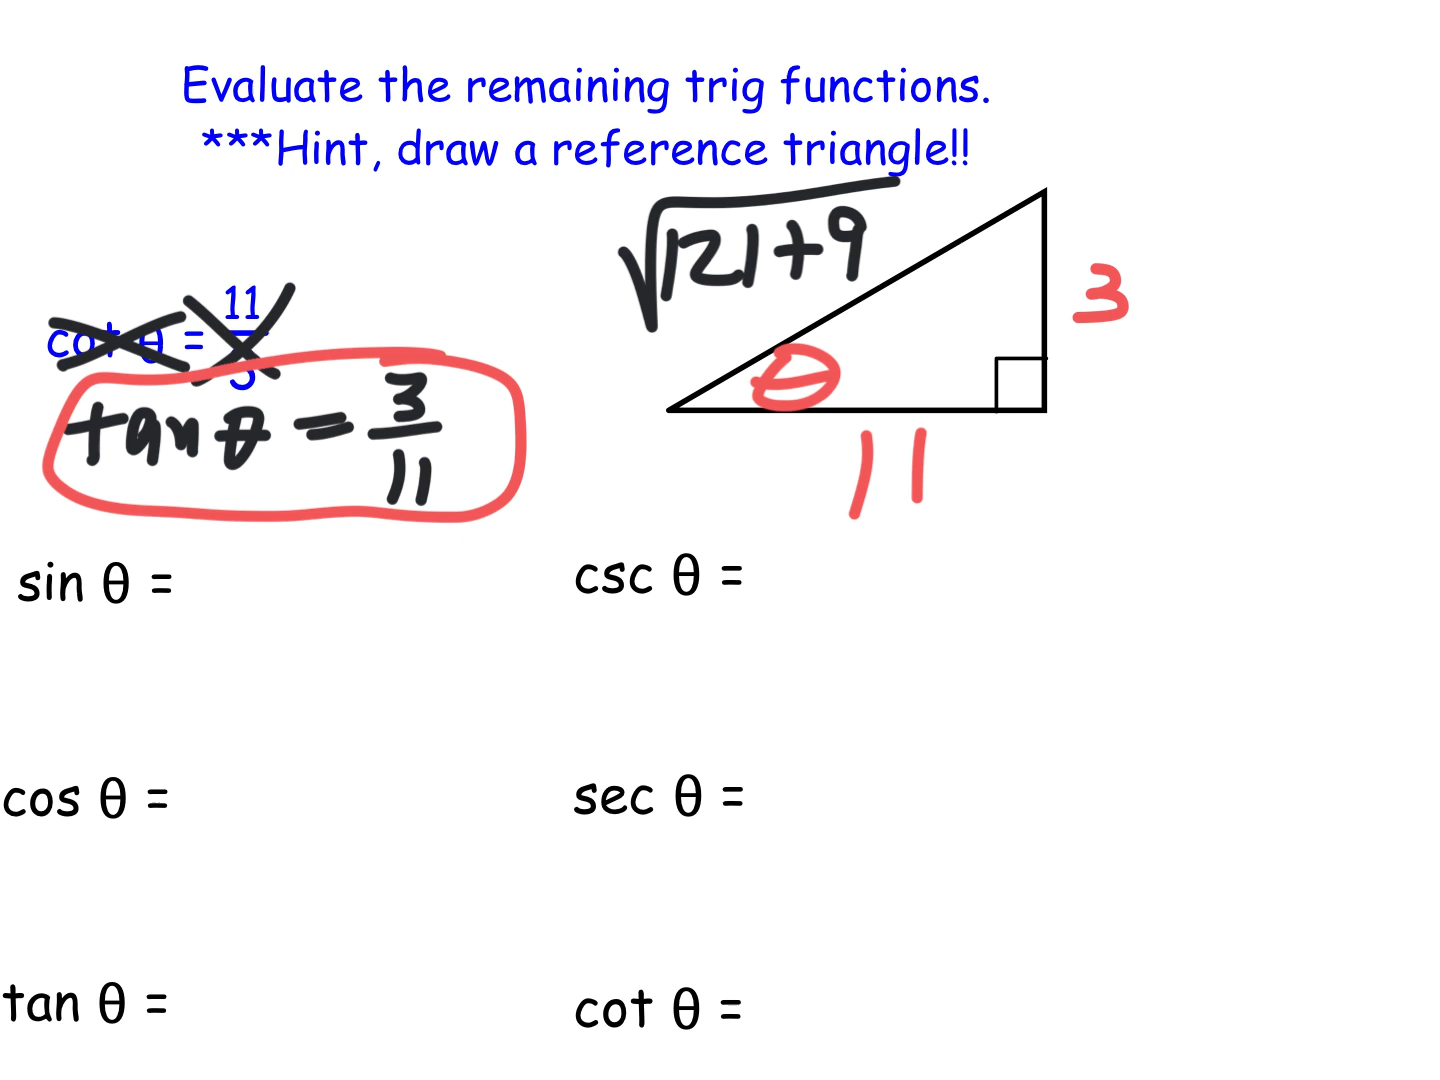 Evaluate the remaining trig functions.
***Hint, draw a reference triangle!!
√121+9
cot θ = 11/3
3
θ
tan θ = 3/11
11
sin θ =
csc θ =
cos θ =
sec θ =
tan θ =
cot θ =